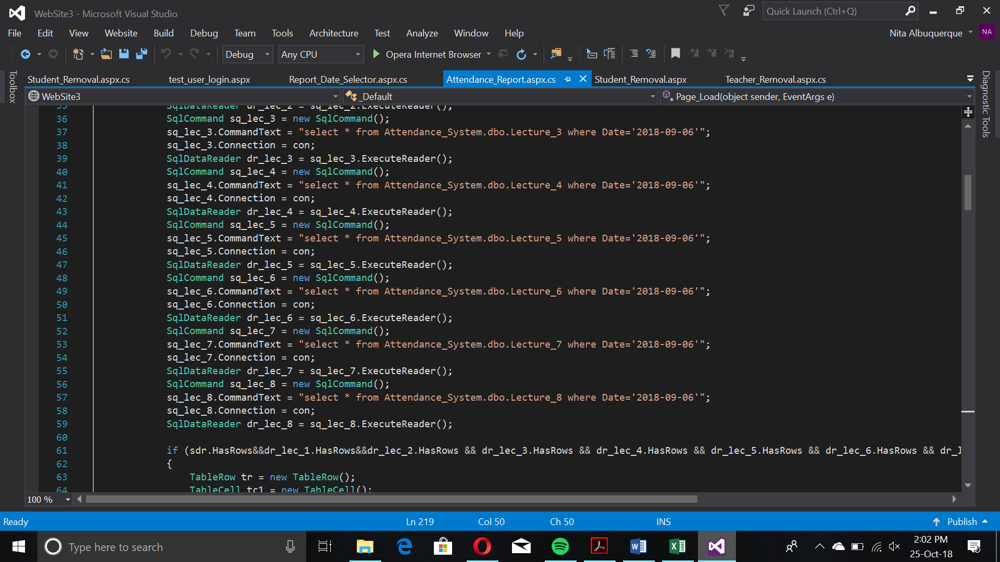 WebSite3 - Microsoft Visual Studio
Quick Launch (Ctrl+Q)
File Edit View Website Build Debug Team Tools Architecture Test Analyze Window Help
Nita Albuquerque NA
Debug Any CPU Opera Internet Browser
Toolbox
Student_Removal.aspx.cs test_user_login.aspx Report_Date_Selector.aspx.cs Attendance_Report.aspx.cs Student_Removal.aspx Teacher_Removal.aspx.cs
Diagnostic Tools
WebSite3 _Default Page_Load(object sender, EventArgs e)
35 SqlDataReader dr_lec_2 = sq_lec_2.ExecuteReader();
36 SqlCommand sq_lec_3 = new SqlCommand();
37 sq_lec_3.CommandText = "select * from Attendance_System.dbo.Lecture_3 where Date='2018-09-06'";
38 sq_lec_3.Connection = con;
39 SqlDataReader dr_lec_3 = sq_lec_3.ExecuteReader();
40 SqlCommand sq_lec_4 = new SqlCommand();
41 sq_lec_4.CommandText = "select * from Attendance_System.dbo.Lecture_4 where Date='2018-09-06'";
42 sq_lec_4.Connection = con;
43 SqlDataReader dr_lec_4 = sq_lec_4.ExecuteReader();
44 SqlCommand sq_lec_5 = new SqlCommand();
45 sq_lec_5.CommandText = "select * from Attendance_System.dbo.Lecture_5 where Date='2018-09-06'";
46 sq_lec_5.Connection = con;
47 SqlDataReader dr_lec_5 = sq_lec_5.ExecuteReader();
48 SqlCommand sq_lec_6 = new SqlCommand();
49 sq_lec_6.CommandText = "select * from Attendance_System.dbo.Lecture_6 where Date='2018-09-06'";
50 sq_lec_6.Connection = con;
51 SqlDataReader dr_lec_6 = sq_lec_6.ExecuteReader();
52 SqlCommand sq_lec_7 = new SqlCommand();
53 sq_lec_7.CommandText = "select * from Attendance_System.dbo.Lecture_7 where Date='2018-09-06'";
54 sq_lec_7.Connection = con;
55 SqlDataReader dr_lec_7 = sq_lec_7.ExecuteReader();
56 SqlCommand sq_lec_8 = new SqlCommand();
57 sq_lec_8.CommandText = "select * from Attendance_System.dbo.Lecture_8 where Date='2018-09-06'";
58 sq_lec_8.Connection = con;
59 SqlDataReader dr_lec_8 = sq_lec_8.ExecuteReader();
60
61 if (sdr.HasRows&&dr_lec_1.HasRows&&dr_lec_2.HasRows && dr_lec_3.HasRows && dr_lec_4.HasRows && dr_lec_5.HasRows && dr_lec_6.HasRows && dr_l
62 {
63 TableRow tr = new TableRow();
64 TableCell tc1 = new TableCell();
100 %
Ready Ln 219 Col 50 Ch 50 INS Publish
Type here to search
2:02 PM
25-Oct-18